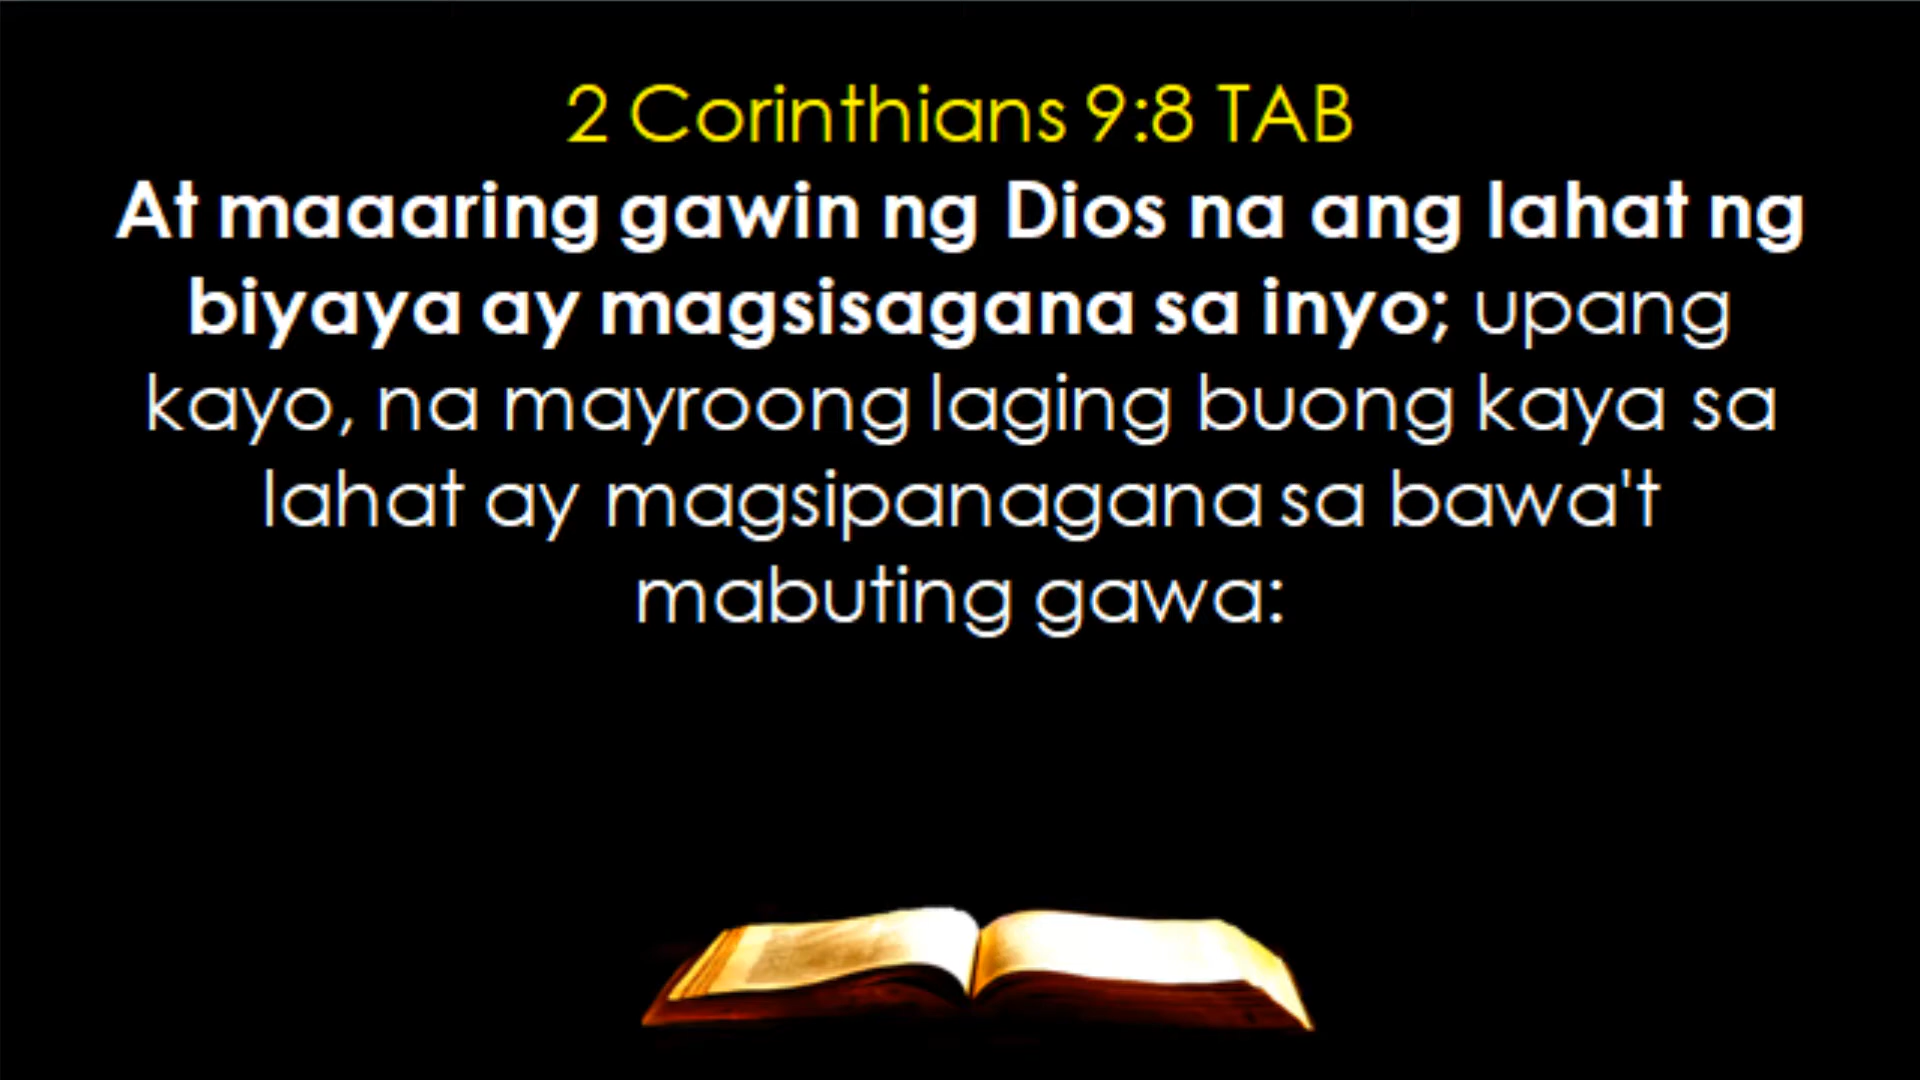 2 Corinthians 9:8 TAB
At maaaring gawin ng Dios na ang lahat ng
biyaya ay magsisagana sa inyo; upang
kayo, na mayroong laging buong kaya sa
lahat ay magsipanagana sa bawa't
mabuting gawa: